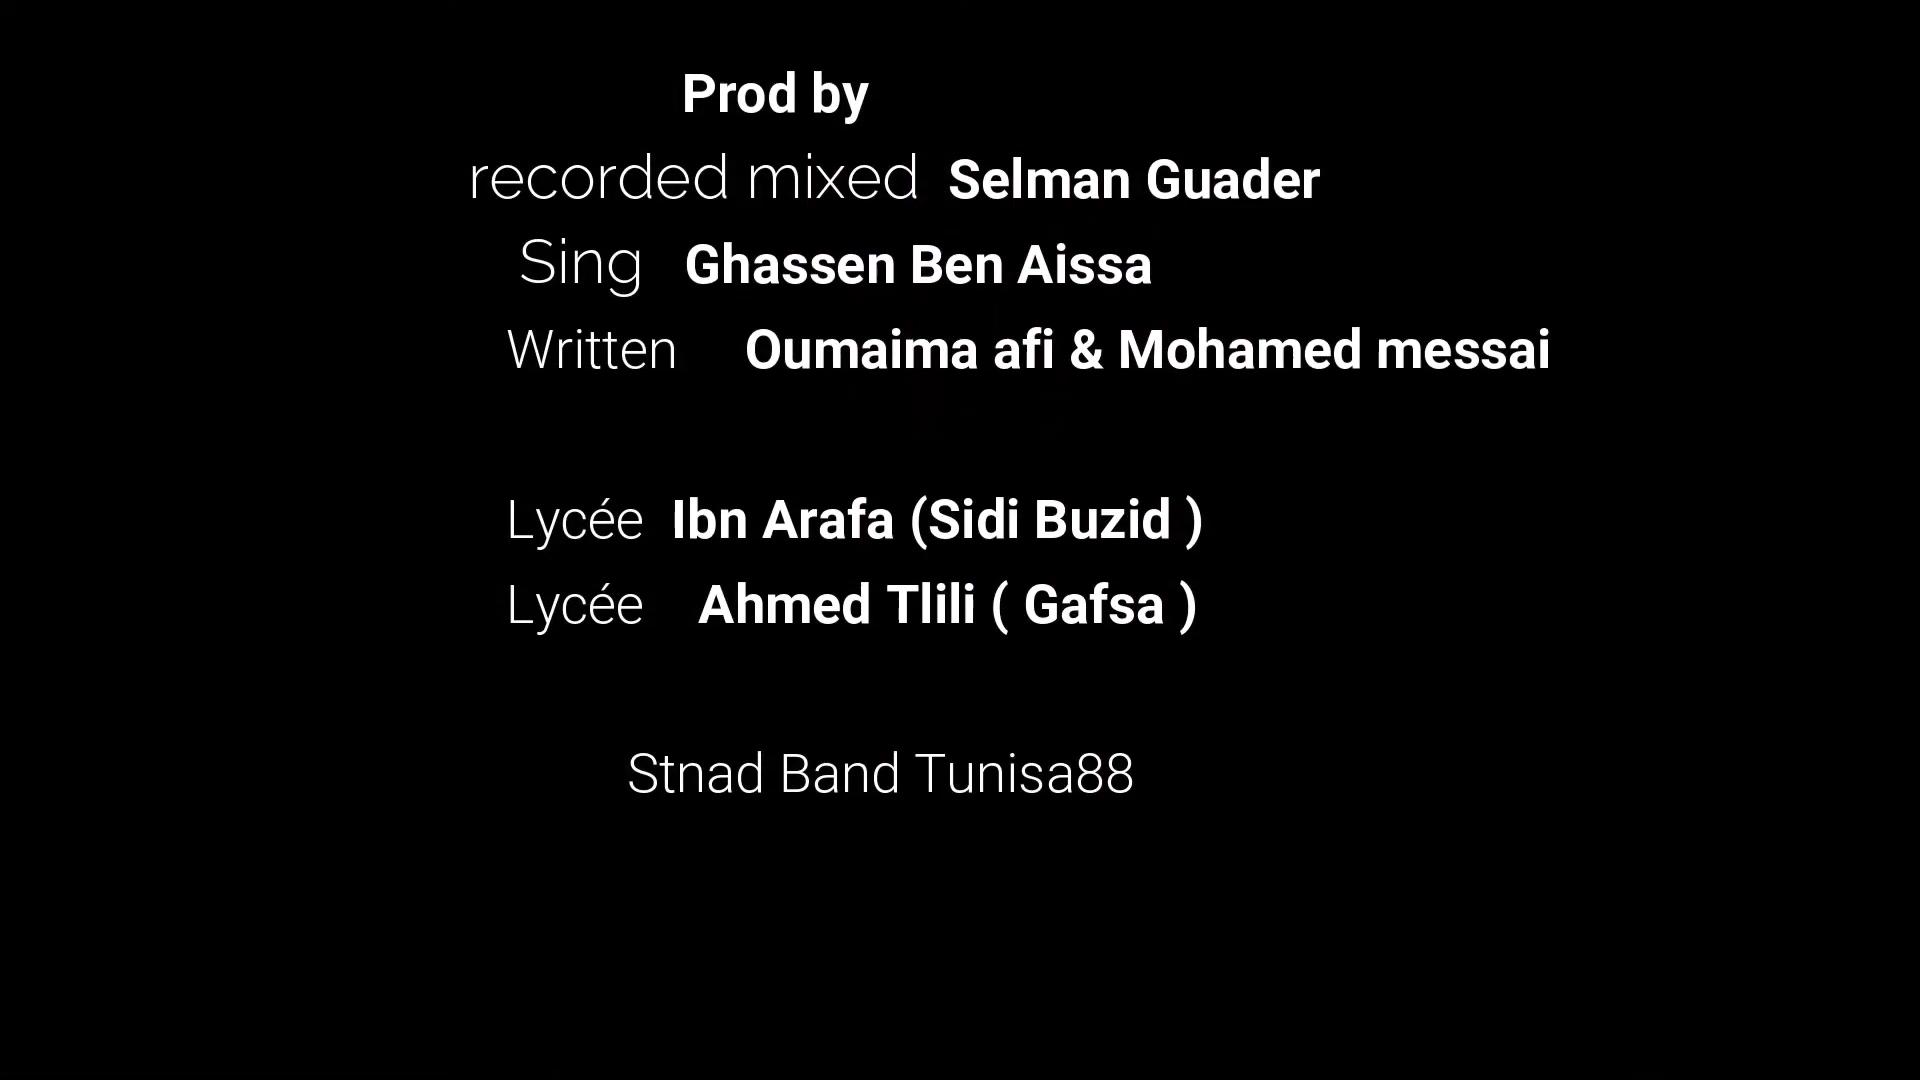 Prod by
recorded mixed Selman Guader
Sing Ghassen Ben Aissa
Written Oumaima afi & Mohamed messai
Lycée Ibn Arafa (Sidi Buzid )
Lycée Ahmed Tlili ( Gafsa )
Stnad Band Tunisa88